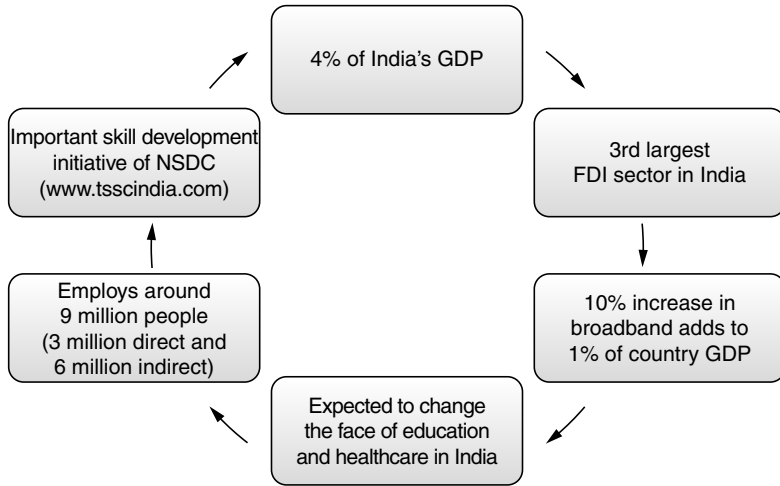 4% of India’s GDP
3rd largest
FDI sector in India
10% increase in
broadband adds to
1% of country GDP
Expected to change
the face of education
and healthcare in India
Employs around
9 million people
(3 million direct and
6 million indirect)
Important skill development
initiative of NSDC
(www.tsscindia.com)